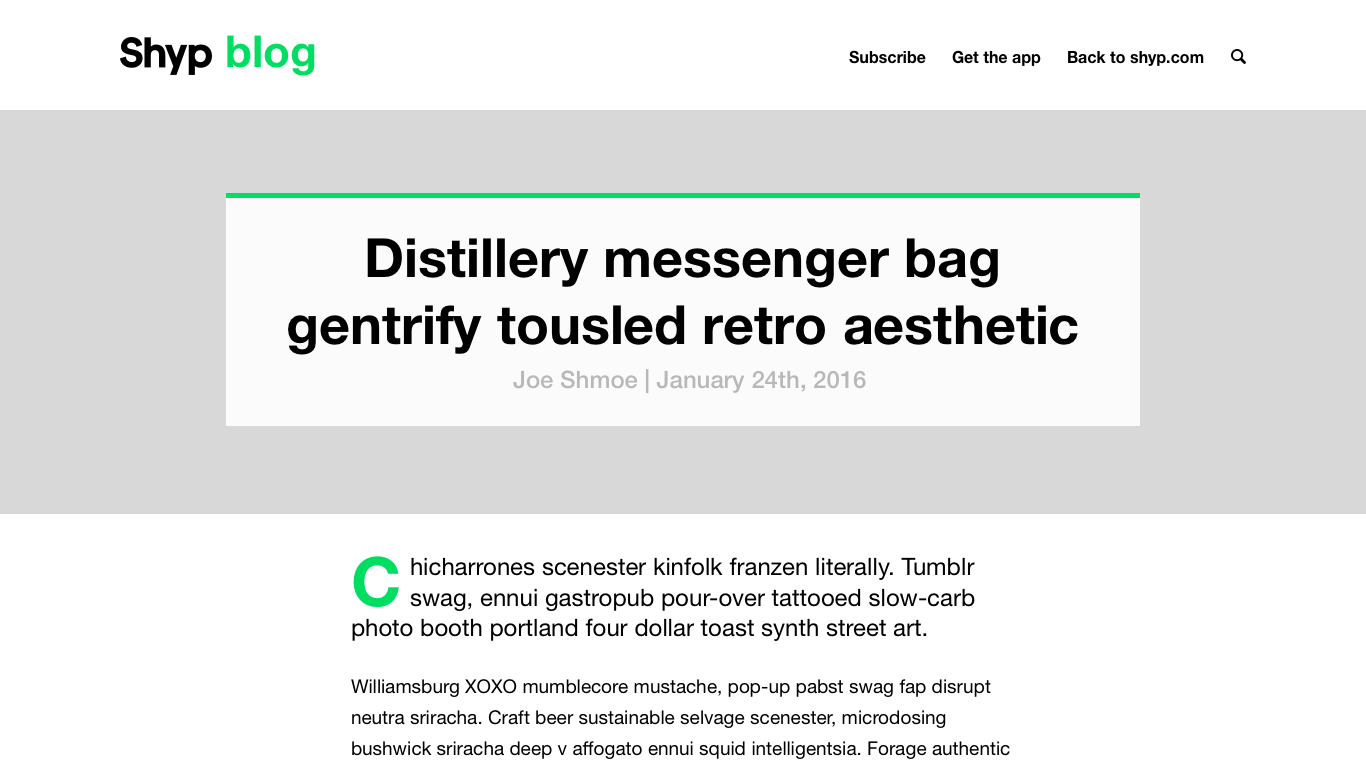 Shyp blog
Subscribe Get the app Back to shyp.com
Distillery messenger bag
gentrify tousled retro aesthetic
Joe Shmoe | January 24th, 2016
Chicharrones scenester kinfolk franzen literally. Tumblr
swag, ennui gastropub pour-over tattooed slow-carb
photo booth portland four dollar toast synth street art.
Williamsburg XOXO mumblecore mustache, pop-up pabst swag fap disrupt
neutra sriracha. Craft beer sustainable selvage scenester, microdosing
bushwick sriracha deep v affogato ennui squid intelligentsia. Forage authentic